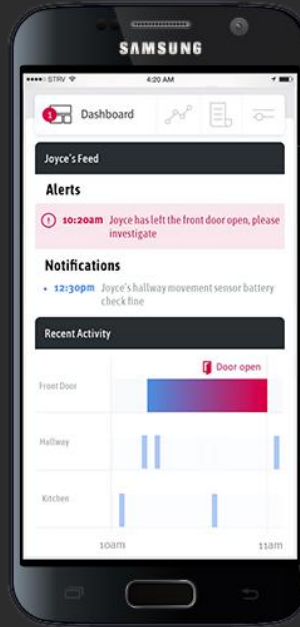 SAMSUNG
STRV
4:20 AM
1
Dashboard
Joyce's Feed
Alerts
10:20am Joyce has left the front door open, please
investigate
Notifications
12:30pm Joyce's hallway movement sensor battery
check fine
Recent Activity
Door open
Front Door
Hallway
Kitchen
10am 11am